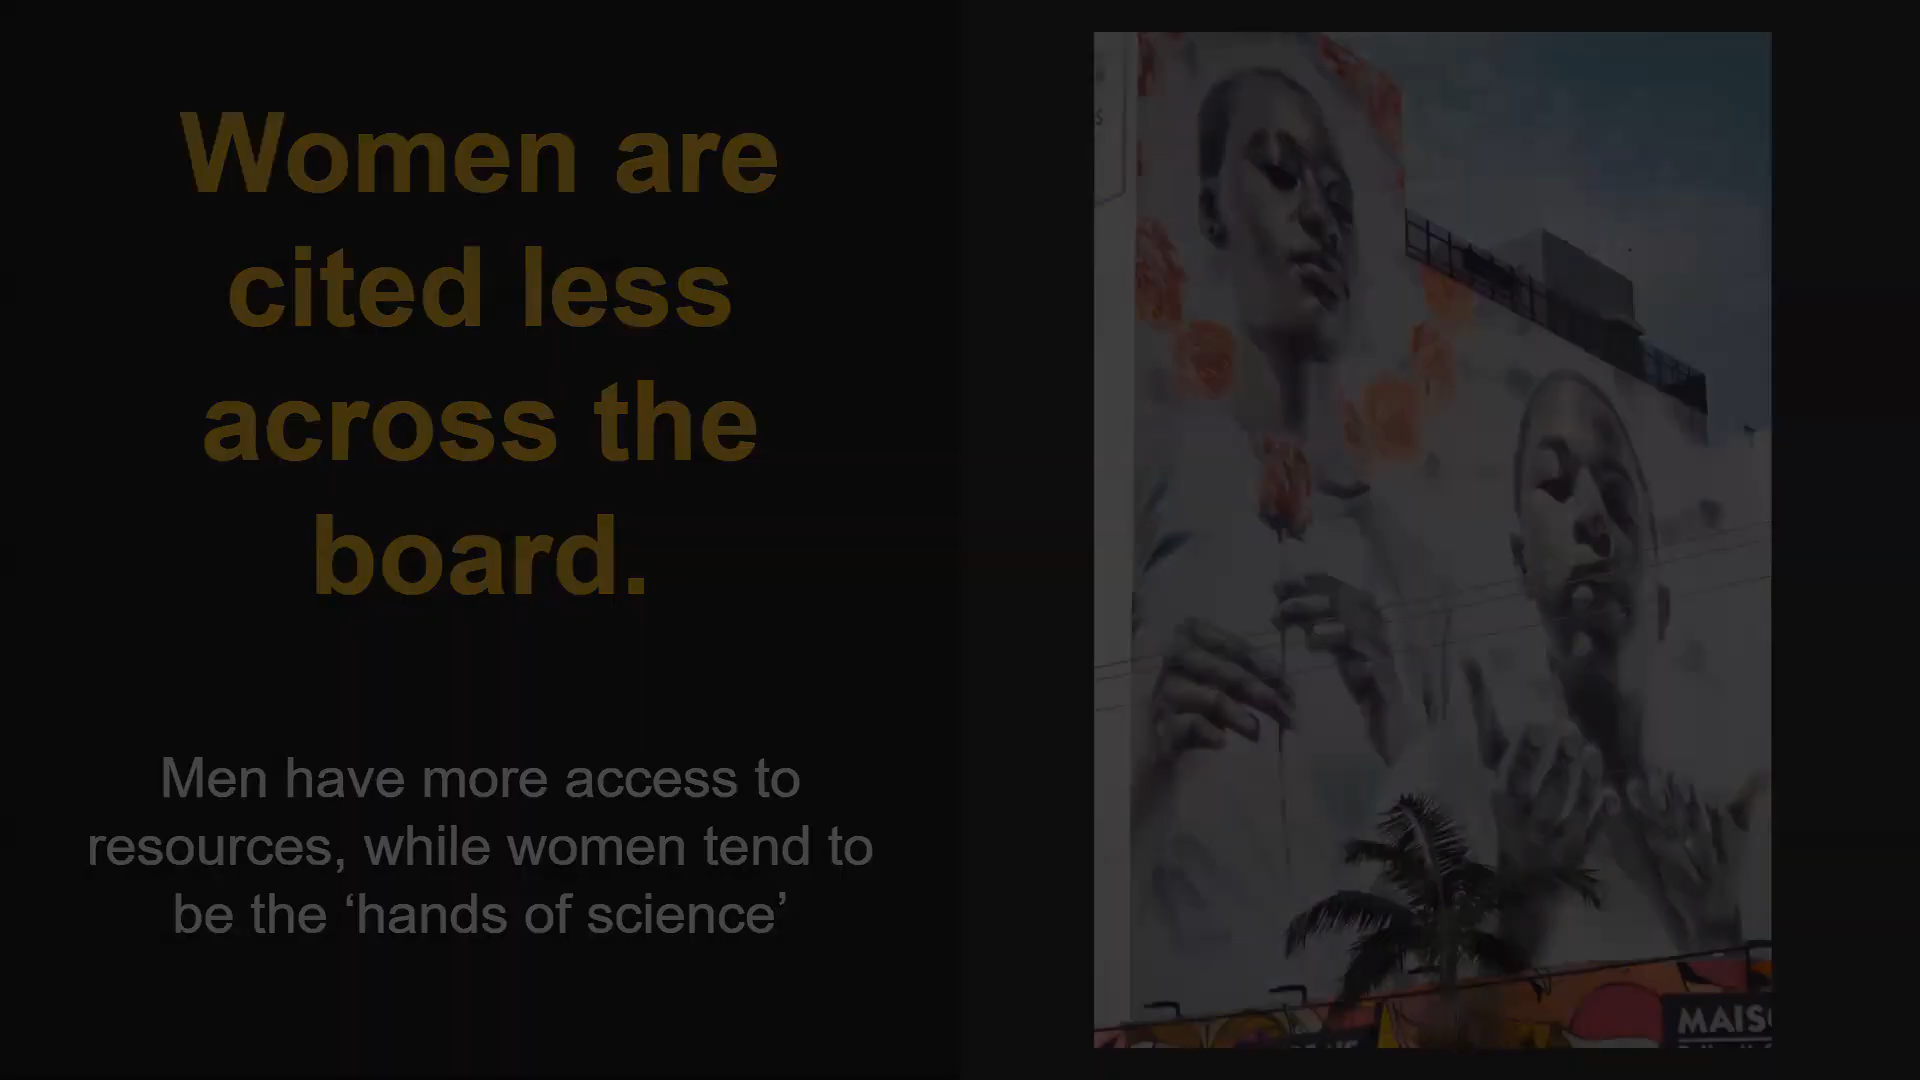 Women are
cited less
across the
board.
Men have more access to
resources, while women tend to
be the ‘hands of science’